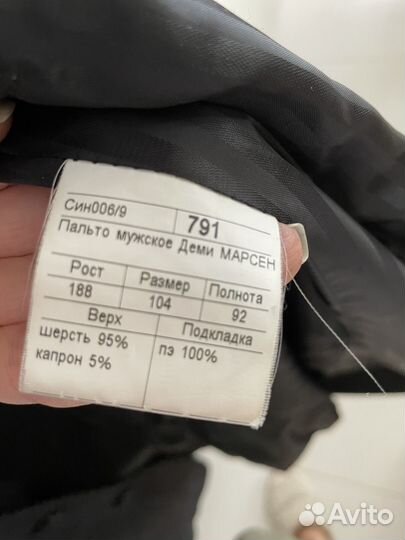 Син006/9 791
Пальто мужское Деми МАРСЕН
Рост Размер Полнота
188 104 92
Верх Подкладка
шерсть 95% пэ 100%
капрон 5%
Avito